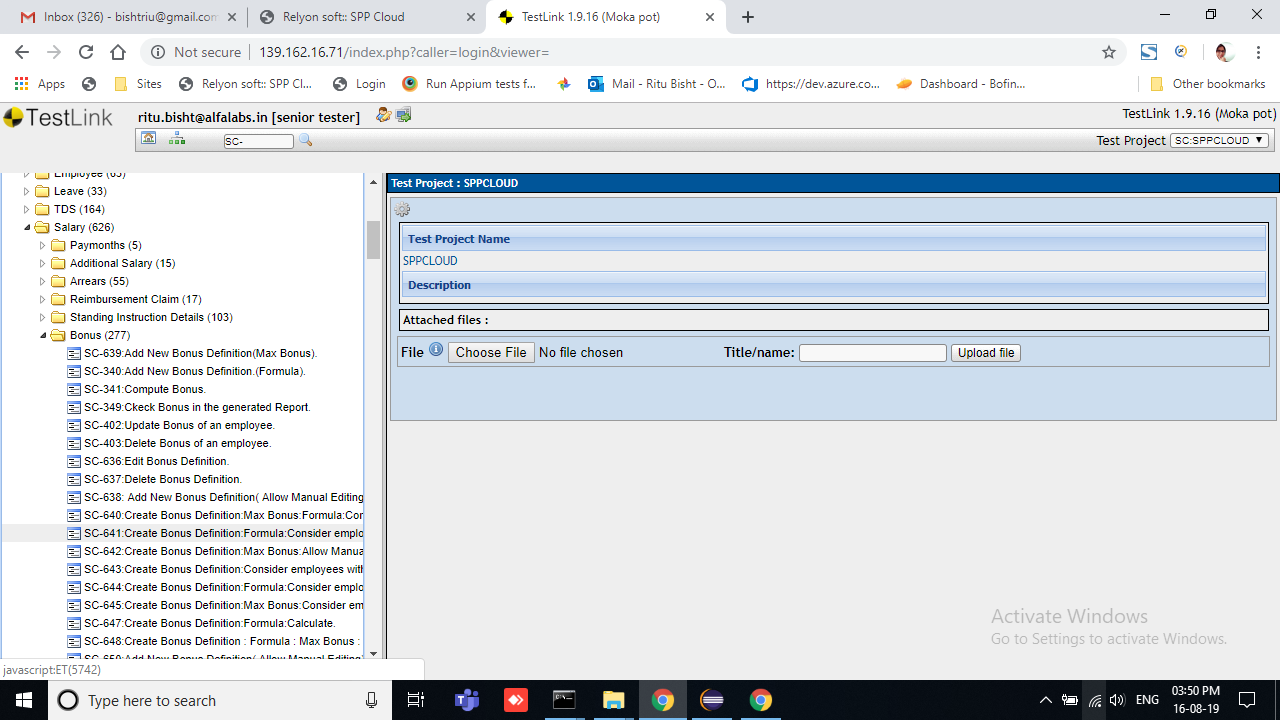 Inbox (326) - bishtriu@gmail.com
Relyon soft:: SPP Cloud
TestLink 1.9.16 (Moka pot)
Not secure
139.162.16.71/index.php?caller=login&viewer=
Apps
Sites
Relyon soft:: SPP Cl...
Login
Run Appium tests f...
Mail - Ritu Bisht - O...
https://dev.azure.co...
Dashboard - Bofin...
Other bookmarks
TestLink
ritu.bisht@alfalabs.in [senior tester]
TestLink 1.9.16 (Moka pot)
SC-
Test Project
SC:SPPCLOUD
Employee (63)
Leave (33)
TDS (164)
Salary (626)
Paymonths (5)
Additional Salary (15)
Arrears (55)
Reimbursement Claim (17)
Standing Instruction Details (103)
Bonus (277)
SC-639:Add New Bonus Definition(Max Bonus).
SC-340:Add New Bonus Definition.(Formula).
SC-341:Compute Bonus.
SC-349:Ckeck Bonus in the generated Report.
SC-402:Update Bonus of an employee.
SC-403:Delete Bonus of an employee.
SC-636:Edit Bonus Definition.
SC-637:Delete Bonus Definition.
SC-638: Add New Bonus Definition( Allow Manual Editing
SC-640:Create Bonus Definition:Max Bonus:Formula:Cor
SC-641:Create Bonus Definition:Formula:Consider emplo
SC-642:Create Bonus Definition:Max Bonus:Allow Manua
SC-643:Create Bonus Definition:Consider employees wit
SC-644:Create Bonus Definition:Formula:Consider emplo
SC-645:Create Bonus Definition:Max Bonus:Consider em
SC-647:Create Bonus Definition:Formula:Calculate.
SC-648:Create Bonus Definition : Formula : Max Bonus :
SC-650:Add New Bonus Definition( Allow Manual Editing
javascript:ET(5742)
Test Project : SPPCLOUD
Test Project Name
SPPCLOUD
Description
Attached files :
File
Choose File No file chosen
Title/name:
Upload file
Activate Windows
Go to Settings to activate Windows.
Type here to search
ENG
03:50 PM
16-08-19